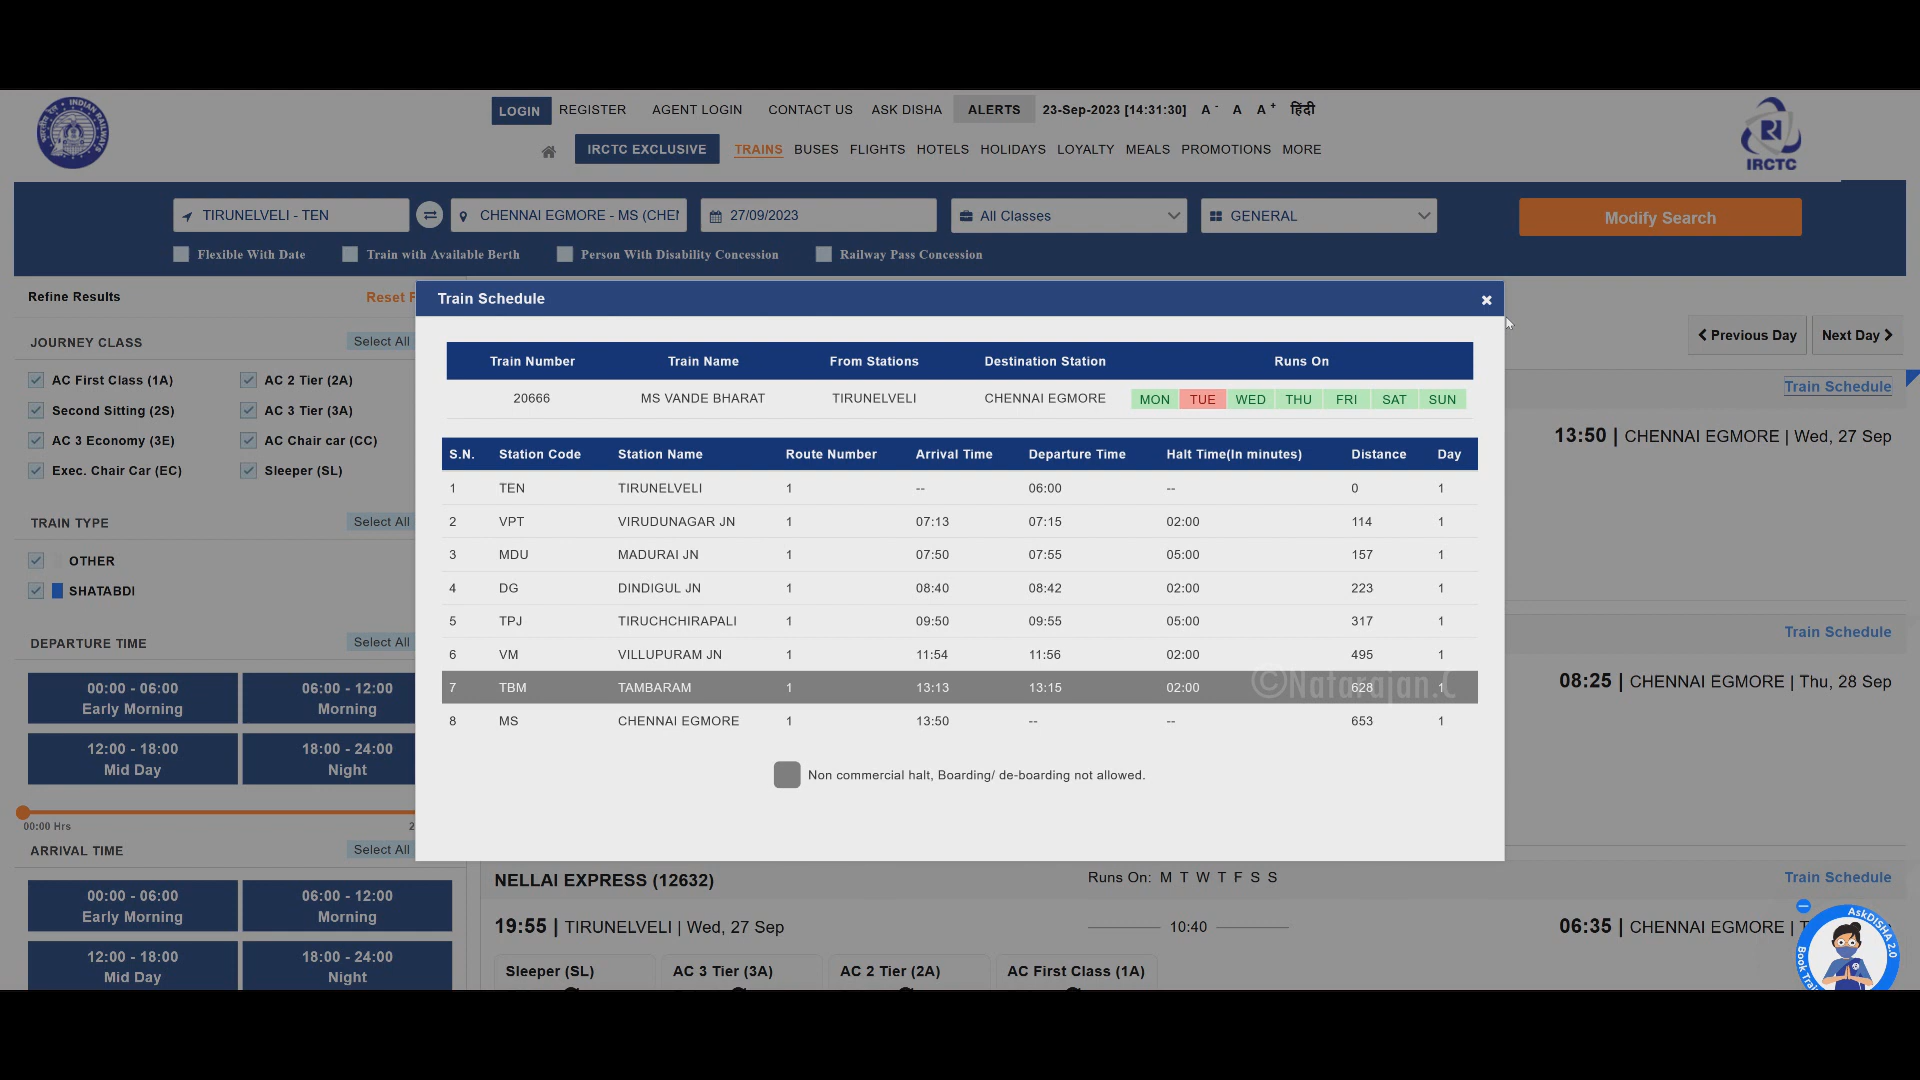 LOGIN REGISTER AGENT LOGIN CONTACT US ASK DISHA ALERTS 23-Sep-2023 [14:31:30] A - A A + हिंदी
IRCTC EXCLUSIVE TRAINS BUSES FLIGHTS HOTELS HOLIDAYS LOYALTY MEALS PROMOTIONS MORE
INDIAN RAILWAYS
IRCTC
TIRUNELVELI - TEN CHENNAI EGMORE - MS (CHEN 27/09/2023 All Classes GENERAL Modify Search
Flexible With Date Train with Available Berth Person With Disability Concession Railway Pass Concession
Refine Results Reset F
JOURNEY CLASS Select All
AC First Class (1A) AC 2 Tier (2A)
Second Sitting (2S) AC 3 Tier (3A)
AC 3 Economy (3E) AC Chair car (CC)
Exec. Chair Car (EC) Sleeper (SL)
TRAIN TYPE Select All
OTHER
SHATABDI
DEPARTURE TIME Select All
00:00 - 06:00 06:00 - 12:00
Early Morning Morning
12:00 - 18:00 18:00 - 24:00
Mid Day Night
00:00 Hrs 2
ARRIVAL TIME Select All
00:00 - 06:00 06:00 - 12:00
Early Morning Morning
12:00 - 18:00 18:00 - 24:00
Mid Day Night
Train Schedule
Train Number Train Name From Stations Destination Station Runs On
20666 MS VANDE BHARAT TIRUNELVELI CHENNAI EGMORE MON TUE WED THU FRI SAT SUN
S.N. Station Code Station Name Route Number Arrival Time Departure Time Halt Time(In minutes) Distance Day
1 TEN TIRUNELVELI 1 -- 06:00 -- 0 1
2 VPT VIRUDUNAGAR JN 1 07:13 07:15 02:00 114 1
3 MDU MADURAI JN 1 07:50 07:55 05:00 157 1
4 DG DINDIGUL JN 1 08:40 08:42 02:00 223 1
5 TPJ TIRUCHCHIRAPALI 1 09:50 09:55 05:00 317 1
6 VM VILLUPURAM JN 1 11:54 11:56 02:00 495 1
7 TBM TAMBARAM 1 13:13 13:15 02:00 628 1
©Natarajan.C
8 MS CHENNAI EGMORE 1 13:50 -- -- 653 1
Non commercial halt, Boarding/ de-boarding not allowed.
Previous Day Next Day
Train Schedule
13:50 | CHENNAI EGMORE | Wed, 27 Sep
Train Schedule
08:25 | CHENNAI EGMORE | Thu, 28 Sep
NELLAI EXPRESS (12632) Runs On: M T W T F S S Train Schedule
19:55 | TIRUNELVELI | Wed, 27 Sep 10:40 06:35 | CHENNAI EGMORE | T
Sleeper (SL) AC 3 Tier (3A) AC 2 Tier (2A) AC First Class (1A)
AskDISHA 2.0
Book Trai